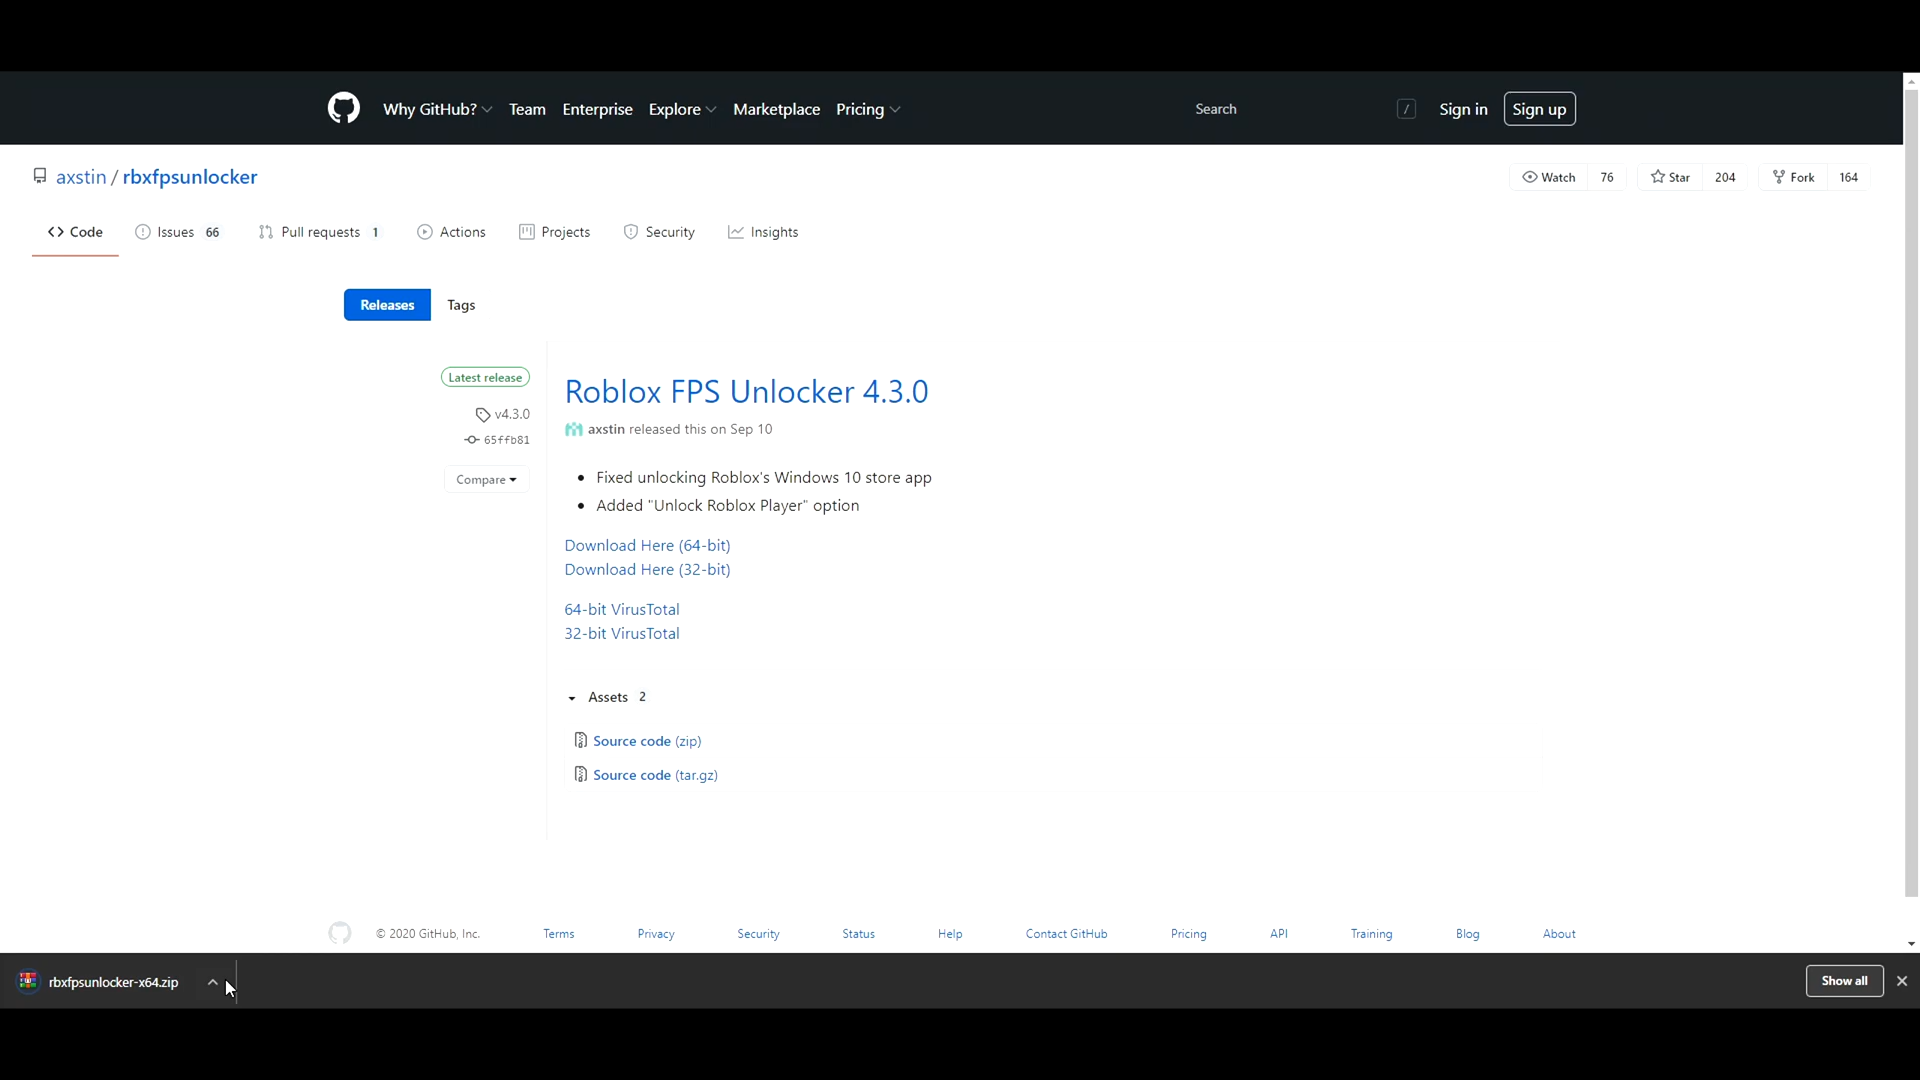 Why GitHub? Team Enterprise Explore Marketplace Pricing Search / Sign in Sign up
axstin / rbxfpsunlocker Watch 76 Star 204 Fork 164
Code Issues 66 Pull requests 1 Actions Projects Security Insights
Releases Tags
Latest release
v4.3.0
65ffb81
Compare
Roblox FPS Unlocker 4.3.0
axstin released this on Sep 10
• Fixed unlocking Roblox's Windows 10 store app
• Added "Unlock Roblox Player" option
Download Here (64-bit)
Download Here (32-bit)
64-bit VirusTotal
32-bit VirusTotal
Assets 2
Source code (zip)
Source code (tar.gz)
© 2020 GitHub, Inc. Terms Privacy Security Status Help Contact GitHub Pricing API Training Blog About
rbxfpsunlocker-x64.zip Show all